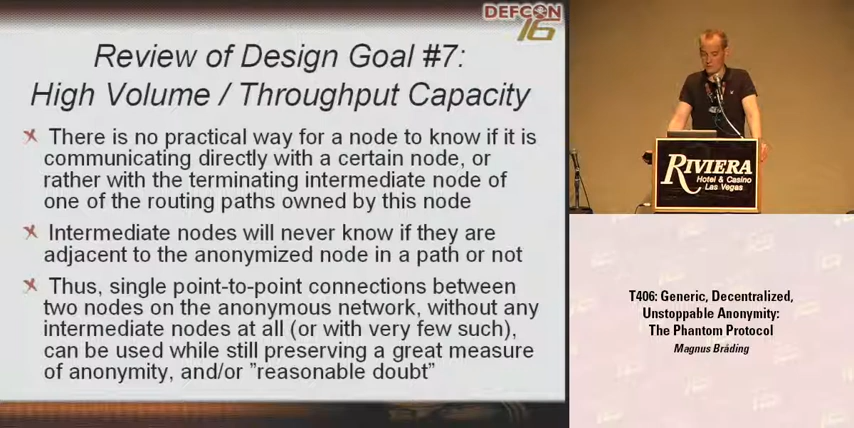 DEFCON
16
Review of Design Goal #7:
High Volume / Throughput Capacity
There is no practical way for a node to know if it is
communicating directly with a certain node, or
rather with the terminating intermediate node of
one of the routing paths owned by this node
Intermediate nodes will never know if they are
adjacent to the anonymized node in a path or not
Thus, single point-to-point connections between
two nodes on the anonymous network, without any
intermediate nodes at all (or with very few such),
can be used while still preserving a great measure
of anonymity, and/or ”reasonable doubt”
RIVIERA
Hotel & Casino
Las Vegas
T406: Generic, Decentralized,
Unstoppable Anonymity:
The Phantom Protocol
Magnus Bråding